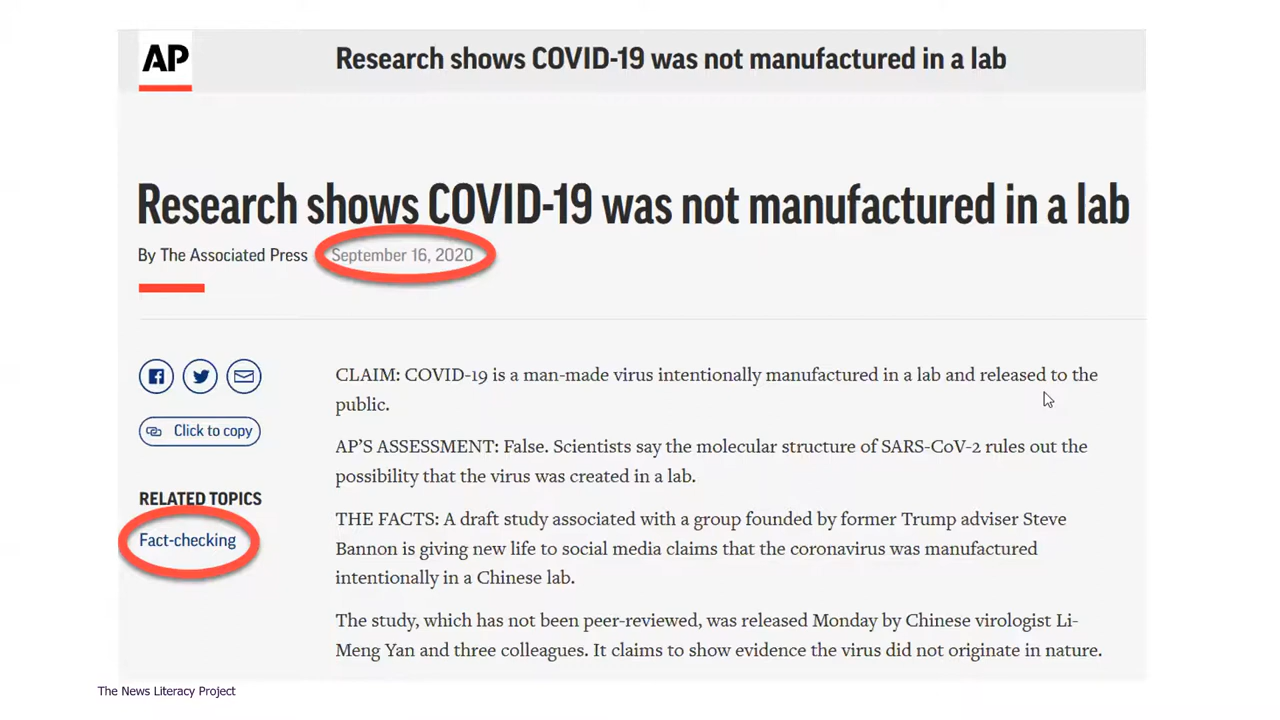 AP
Research shows COVID-19 was not manufactured in a lab
Research shows COVID-19 was not manufactured in a lab
By The Associated Press September 16, 2020
Click to copy
RELATED TOPICS
Fact-checking
CLAIM: COVID-19 is a man-made virus intentionally manufactured in a lab and released to the
public.
AP’S ASSESSMENT: False. Scientists say the molecular structure of SARS-CoV-2 rules out the
possibility that the virus was created in a lab.
THE FACTS: A draft study associated with a group founded by former Trump adviser Steve
Bannon is giving new life to social media claims that the coronavirus was manufactured
intentionally in a Chinese lab.
The study, which has not been peer-reviewed, was released Monday by Chinese virologist Li-
Meng Yan and three colleagues. It claims to show evidence the virus did not originate in nature.
The News Literacy Project